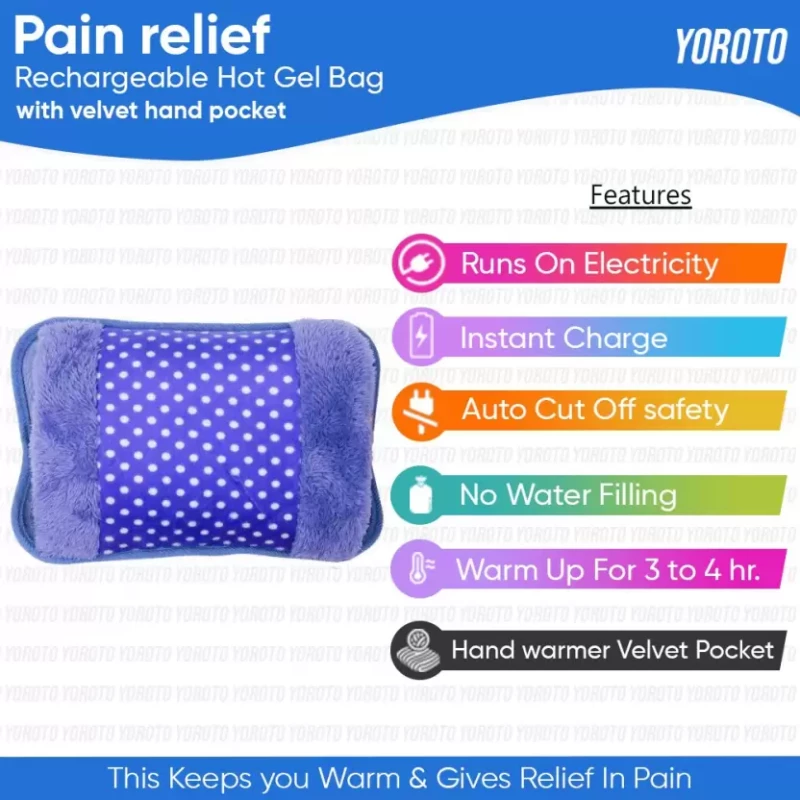 Pain relief
YOROTO
Rechargeable Hot Gel Bag
with velvet hand pocket
Features
Runs On Electricity
Instant Charge
Auto Cut Off safety
No Water Filling
Warm Up For 3 to 4 hr.
Hand warmer Velvet Pocket
This Keeps you Warm & Gives Relief In Pain